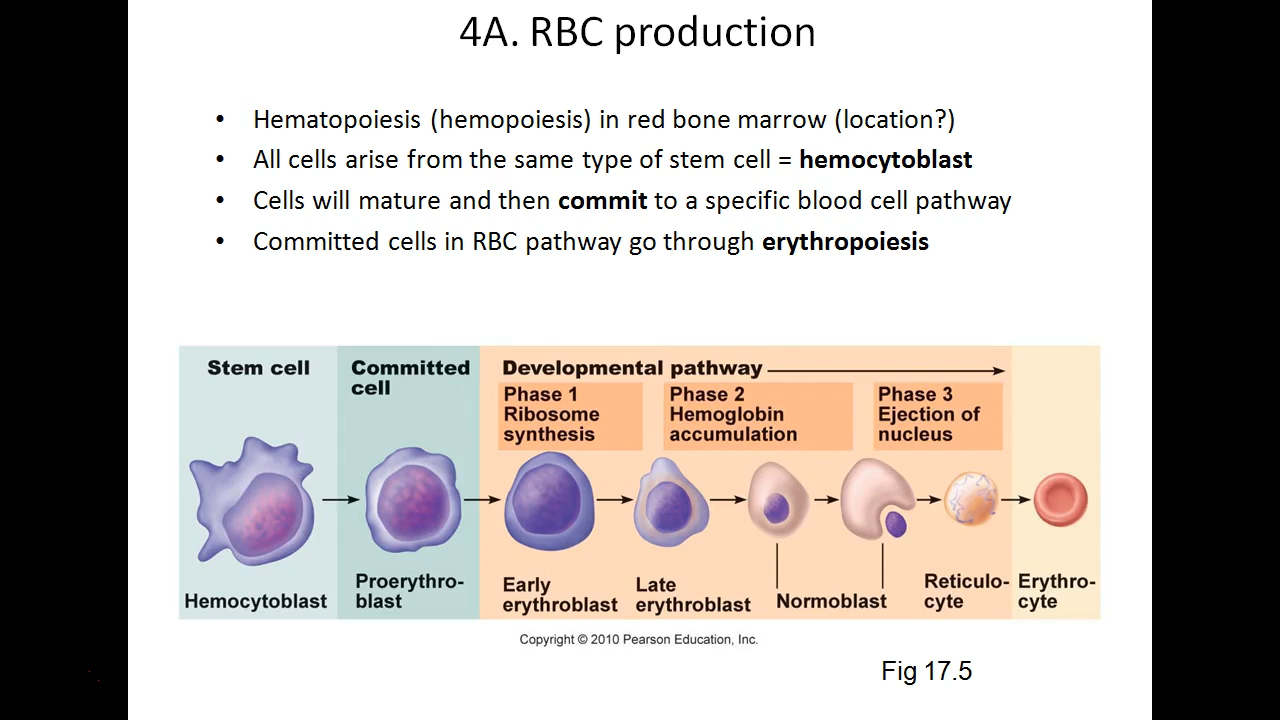 4A. RBC production
• Hematopoiesis (hemopoiesis) in red bone marrow (location?)
• All cells arise from the same type of stem cell = hemocytoblast
• Cells will mature and then commit to a specific blood cell pathway
• Committed cells in RBC pathway go through erythropoiesis
Stem cell
Committed
cell
Developmental pathway
Phase 1
Ribosome
synthesis
Phase 2
Hemoglobin
accumulation
Phase 3
Ejection of
nucleus
Hemocytoblast
Proerythro-
blast
Early
erythroblast
Late
erythroblast
Normoblast
Reticulo-
cyte
Erythro-
cyte
Copyright © 2010 Pearson Education, Inc.
Fig 17.5